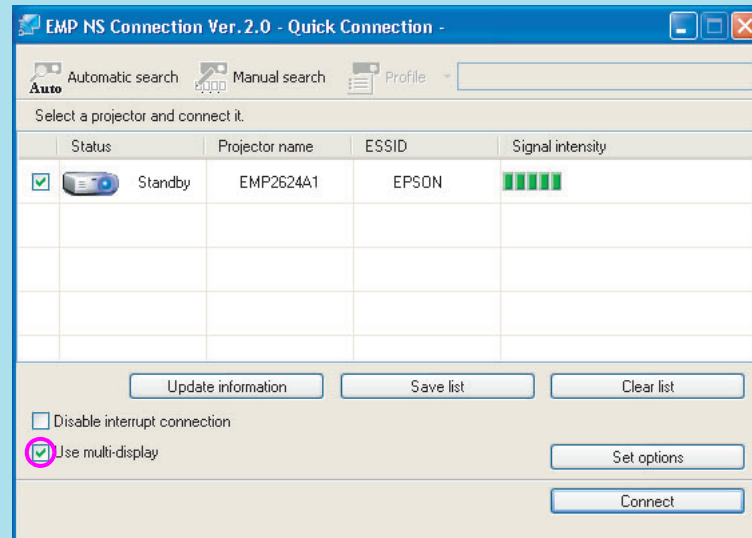 EMP NS Connection Ver.2.0 - Quick Connection -
Auto Automatic search Manual search Profile
Select a projector and connect it.
Status Projector name ESSID Signal intensity
Standby EMP2624A1 EPSON
Update information Save list Clear list
Disable interrupt connection
Use multi-display Set options
Connect